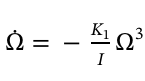 Ω̇ = − K₁/I Ω³